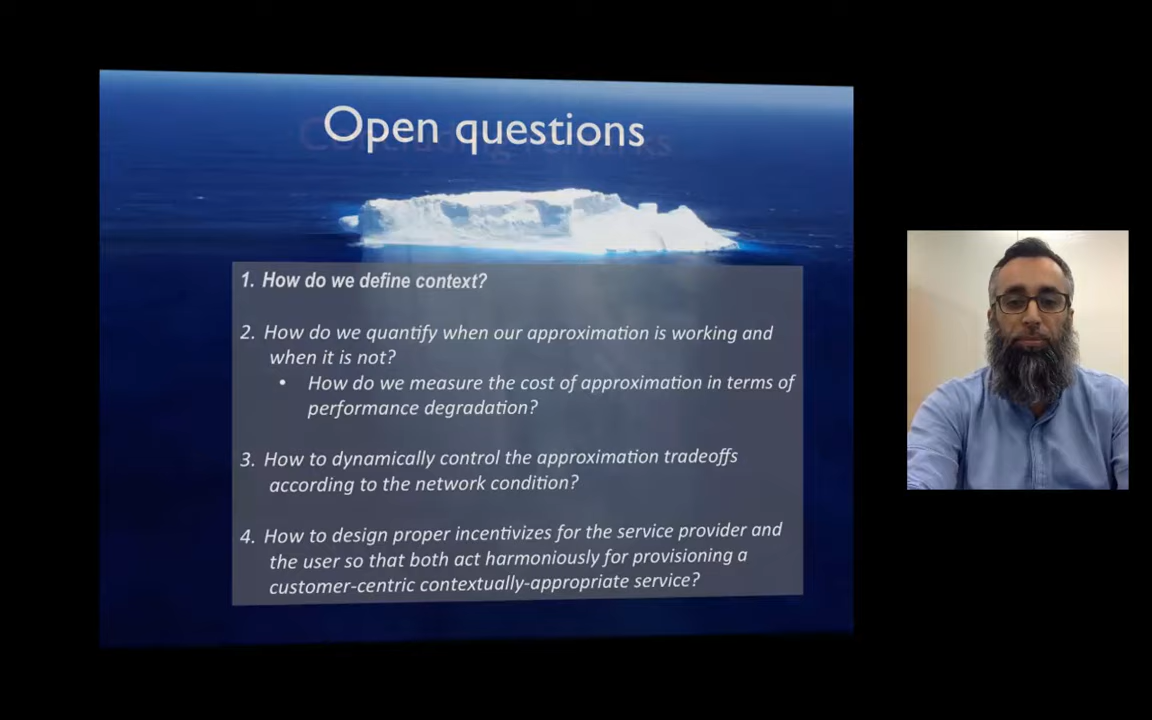 Open questions
1. How do we define context?
2. How do we quantify when our approximation is working and
when it is not?
• How do we measure the cost of approximation in terms of
performance degradation?
3. How to dynamically control the approximation tradeoffs
according to the network condition?
4. How to design proper incentivizes for the service provider and
the user so that both act harmoniously for provisioning a
customer-centric contextually-appropriate service?